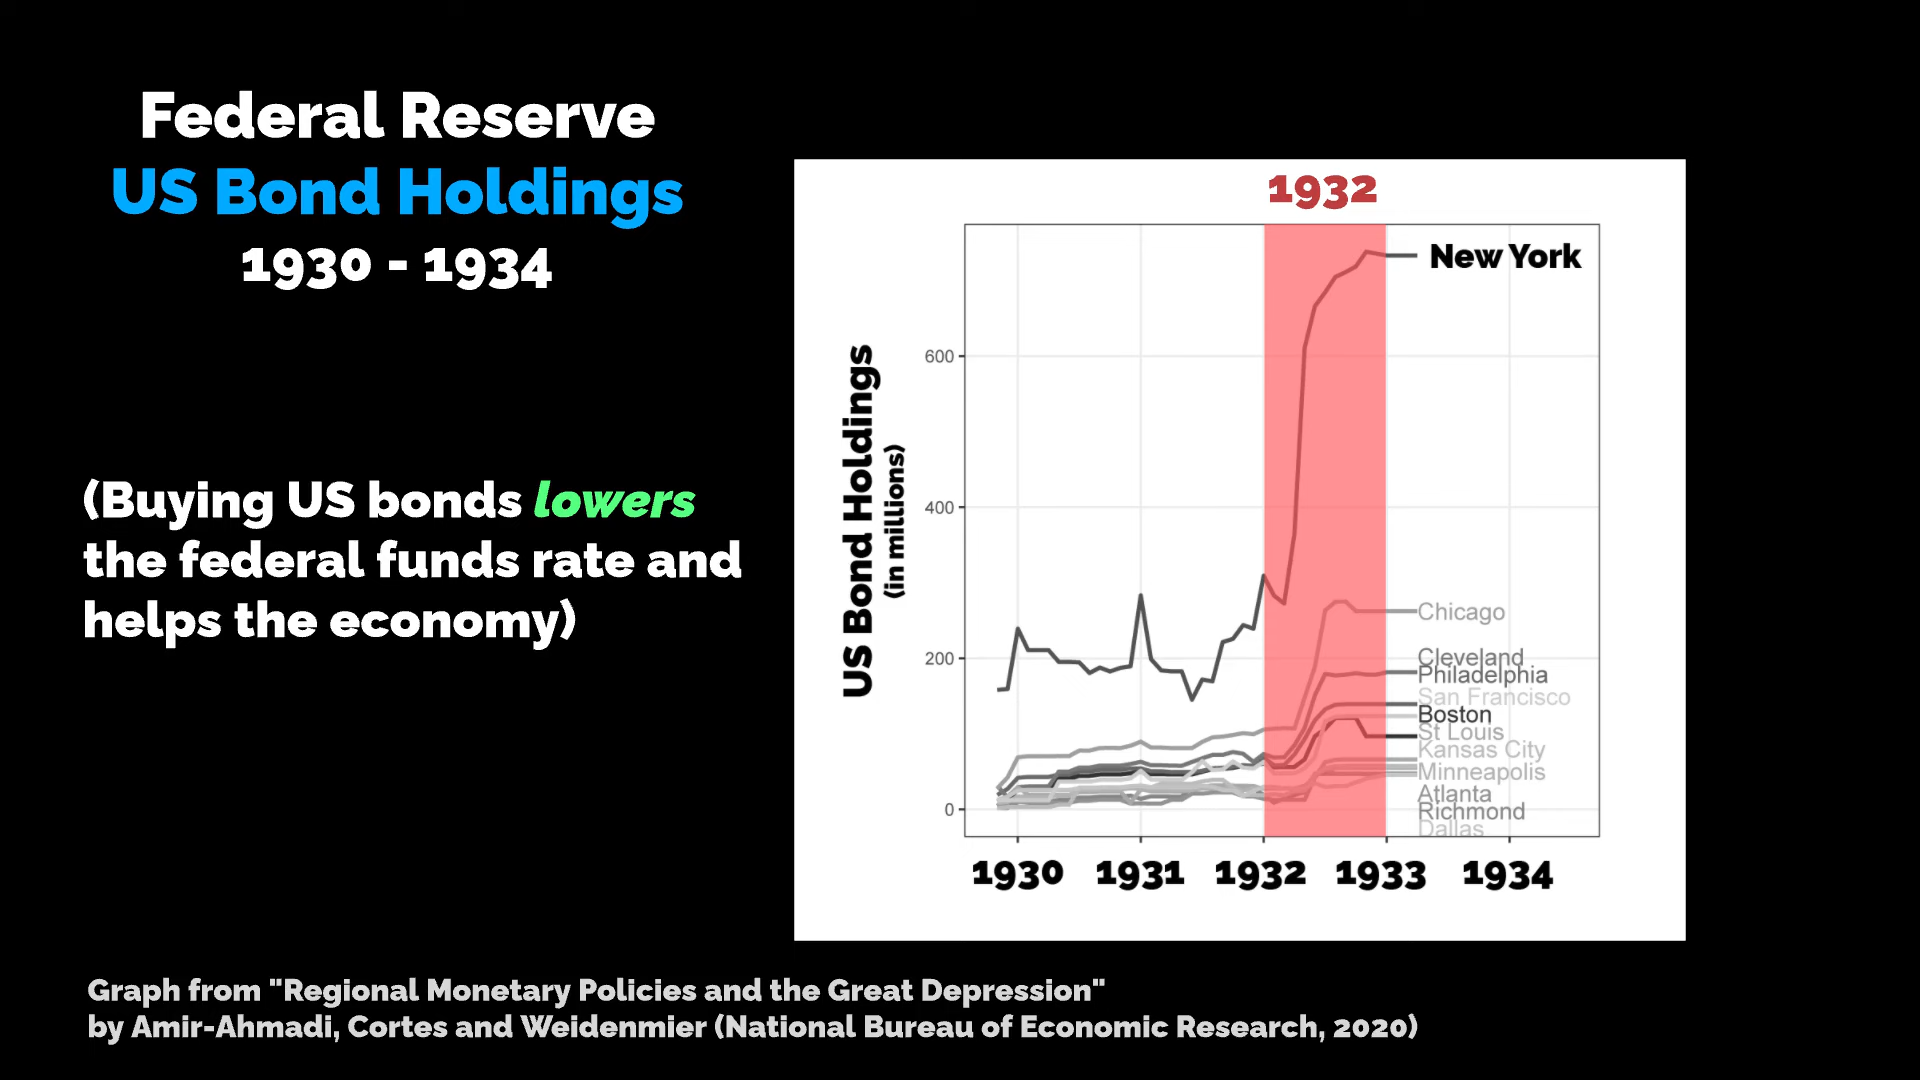 Federal Reserve
US Bond Holdings
1930 - 1934
(Buying US bonds lowers
the federal funds rate and
helps the economy)
1932
New York
US Bond Holdings
(in millions)
600
400
200
0
Chicago
Cleveland
Philadelphia
San Francisco
Boston
St Louis
Kansas City
Minneapolis
Atlanta
Richmond
Dallas
1930 1931 1932 1933 1934
Graph from "Regional Monetary Policies and the Great Depression"
by Amir-Ahmadi, Cortes and Weidenmier (National Bureau of Economic Research, 2020)